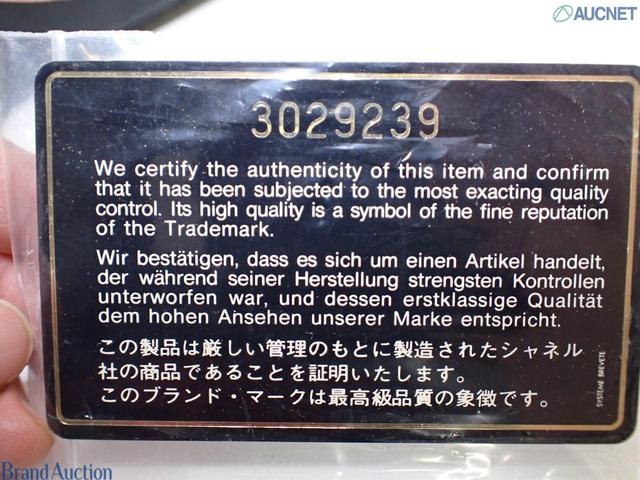 AUCNET
3029239
We certify the authenticity of this item and confirm
that it has been subjected to the most exacting quality
control. Its high quality is a symbol of the fine reputation
of the Trademark.
Wir bestätigen, dass es sich um einen Artikel handelt,
der während seiner Herstellung strengsten Kontrollen
unterworfen war, und dessen erstklassige Qualität
dem hohen Ansehen unserer Marke entspricht.
この製品は厳しい管理のもとに製造されたシャネル
社の商品であることを証明いたします。
このブランド・マークは最高級品質の象徴です。
SYSTEME BREVETE
Brand Auction